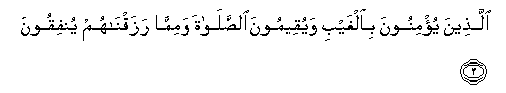 ٱلَّذِينَ يُؤْمِنُونَ بِٱلْغَيْبِ وَيُقِيمُونَ ٱلصَّلَوٰةَ وَمِمَّا رَزَقْنَٰهُمْ يُنفِقُونَ
٣